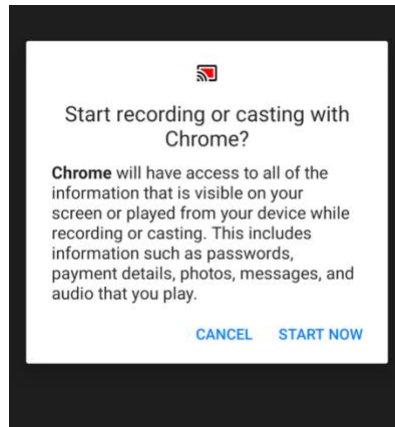 Start recording or casting with
Chrome?
Chrome will have access to all of the
information that is visible on your
screen or played from your device while
recording or casting. This includes
information such as passwords,
payment details, photos, messages, and
audio that you play.
CANCEL START NOW